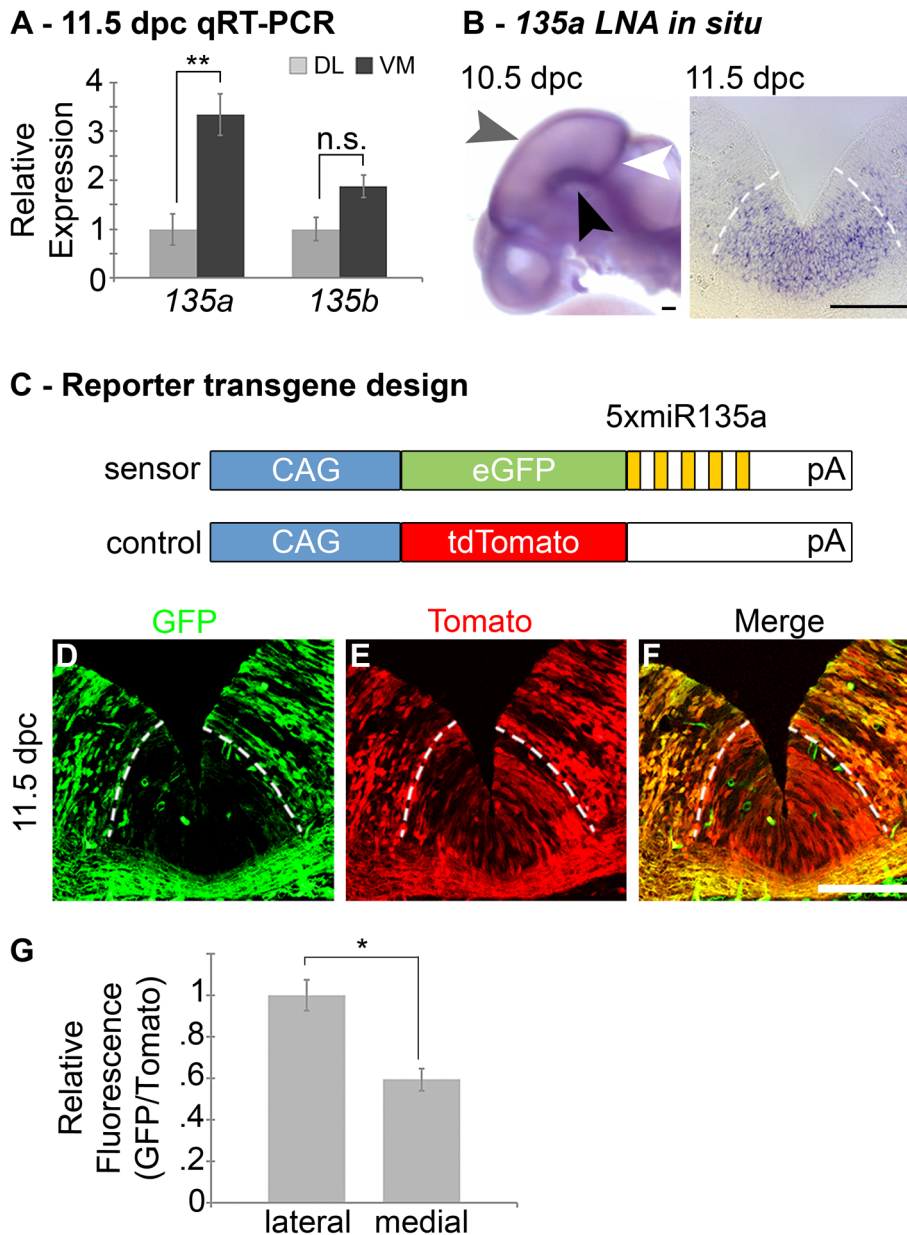 A - 11.5 dpc qRT-PCR
DL VM
**
n.s.
Relative
Expression
4
3
2
1
0
135a 135b
B - 135a LNA in situ
10.5 dpc 11.5 dpc
C - Reporter transgene design
5xmiR135a
sensor CAG eGFP pA
control CAG tdTomato pA
GFP Tomato Merge
D E F
11.5 dpc
G
*
Relative
Fluorescence
(GFP/Tomato)
1
.8
.6
.4
.2
0
lateral medial